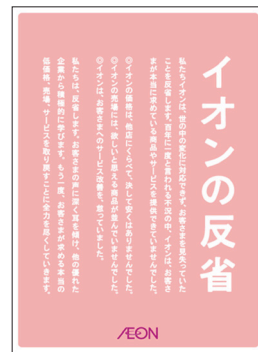 イオンの反省
私たちイオンは、世の中の変化に対応できず、お客さまを見失っていた
ことを反省します。百年に一度と言われる不況の中、イオンは、お客さ
まが本当に求めている商品やサービスを提供できていませんでした。
◎イオンの価格は、他店にくらべて、決して安くはありませんでした。
◎イオンの売場には、欲しいと思える商品が並んでいませんでした。
◎イオンは、お客さまへのサービス改善を、怠っていました。
私たちは、反省します。お客さまの声に深く耳を傾け、他の優れた
企業から積極的に学びます。もう一度、お客さまが求める本当の
低価格、売場、サービスを取り戻すことに全力を尽くしていきます。
ÆON